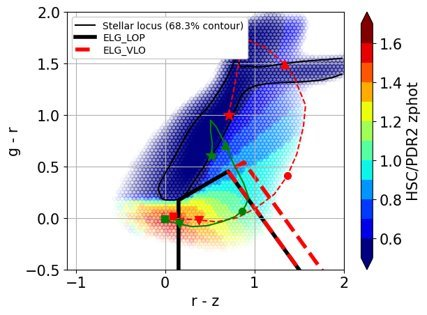 2.0
1.5
1.0
0.5
0.0
−0.5
g - r
−1
0
1
2
r - z
Stellar locus (68.3% contour)
ELG_LOP
ELG_VLO
1.6
1.4
1.2
1.0
0.8
0.6
HSC/PDR2 zphot